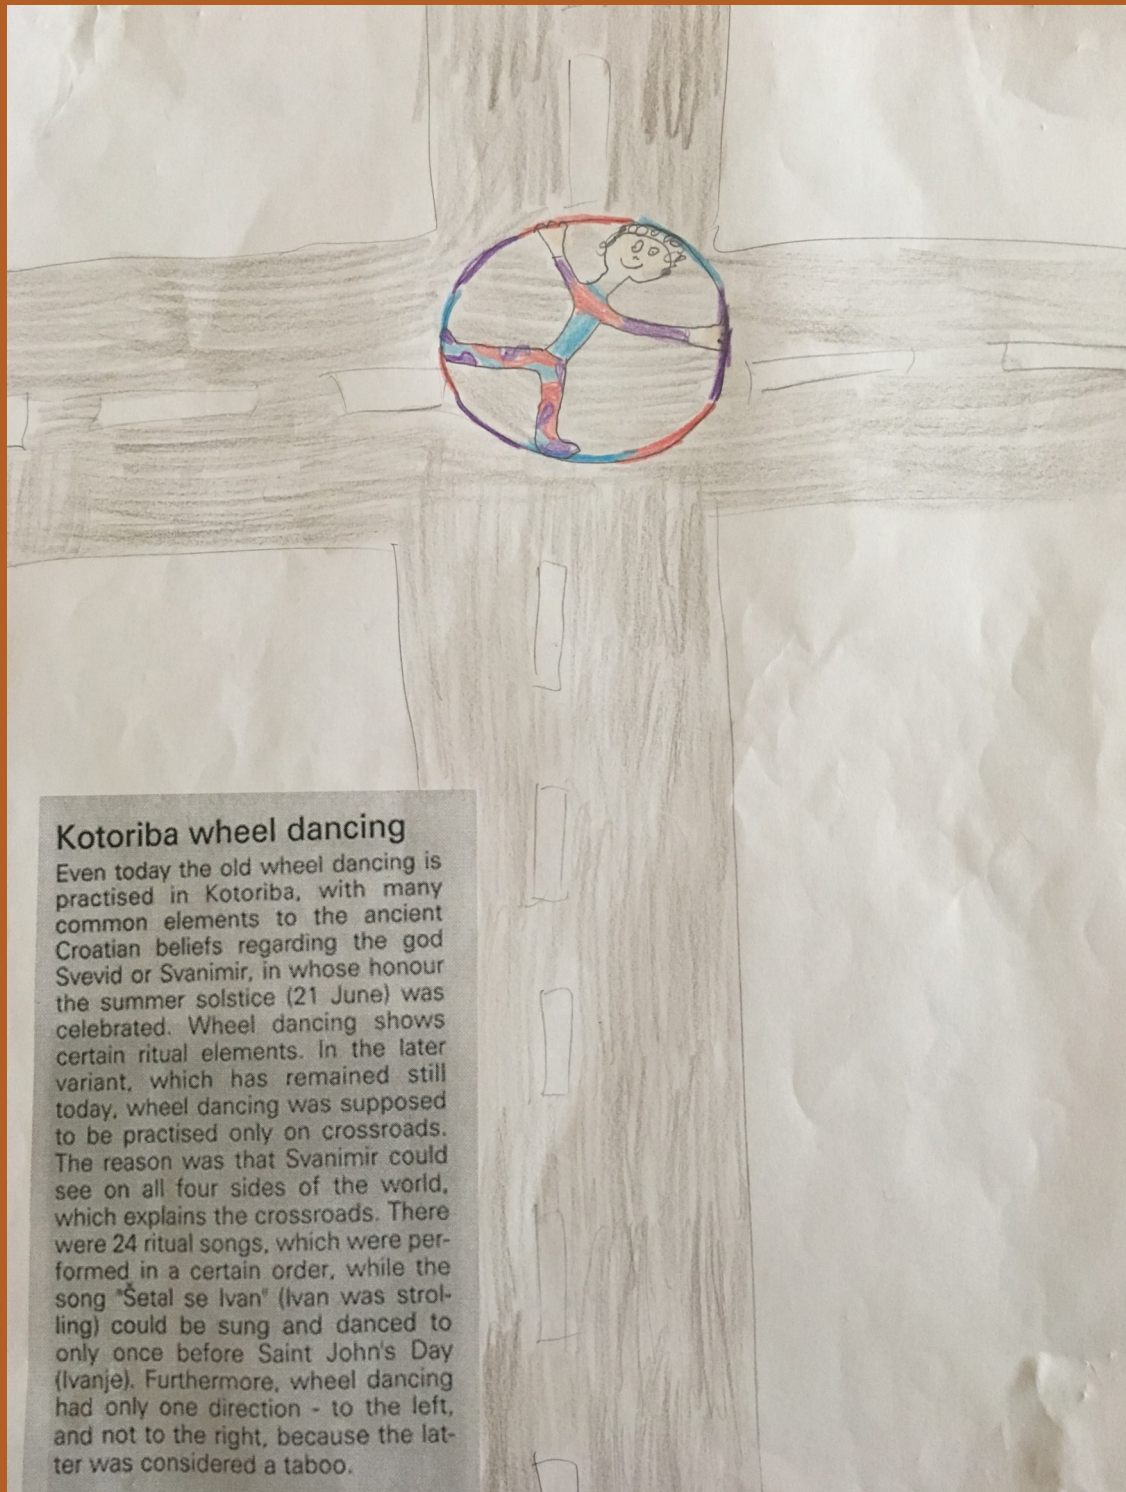 Kotoriba wheel dancing
Even today the old wheel dancing is
practised in Kotoriba, with many
common elements to the ancient
Croatian beliefs regarding the god
Svevid or Svanimir, in whose honour
the summer solstice (21 June) was
celebrated. Wheel dancing shows
certain ritual elements. In the later
variant, which has remained still
today, wheel dancing was supposed
to be practised only on crossroads.
The reason was that Svanimir could
see on all four sides of the world,
which explains the crossroads. There
were 24 ritual songs, which were per-
formed in a certain order, while the
song "Šetal se Ivan" (Ivan was strol-
ling) could be sung and danced to
only once before Saint John's Day
(Ivanje). Furthermore, wheel dancing
had only one direction - to the left,
and not to the right, because the lat-
ter was considered a taboo.